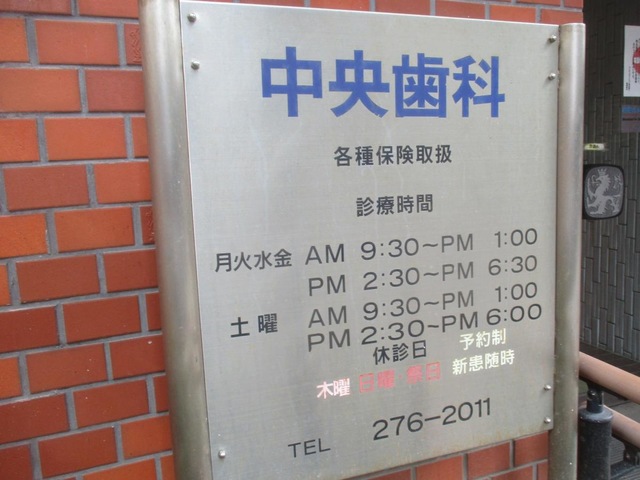 中央歯科
各種保険取扱
診療時間
月火水金 AM 9:30～PM 1:00
PM 2:30～PM 6:30
土曜 AM 9:30～PM 1:00
PM 2:30～PM 6:00
休診日
木曜 日曜 祭日
予約制
新患随時
TEL 276-2011